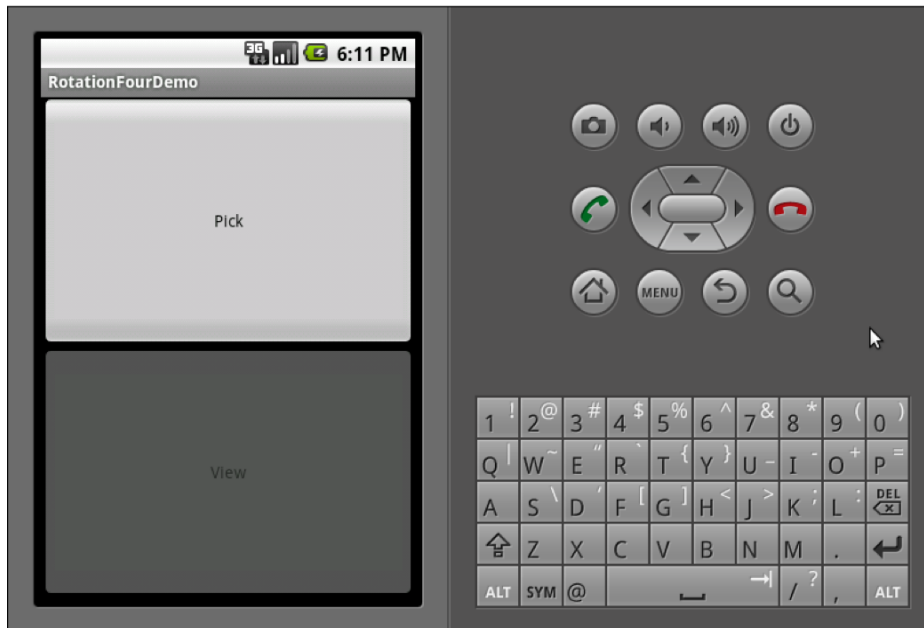 3G 6:11 PM
RotationFourDemo
Pick
View
MENU
1 ! 2 @ 3 # 4 $ 5 % 6 ^ 7 & 8 * 9 ( 0 )
Q | W ~ E " R ` T { Y } U _ I - O + P =
A S \ D ' F [ G ] H < J > K ; L : DEL
Z X C V B N M .
ALT SYM @ / ? , ALT